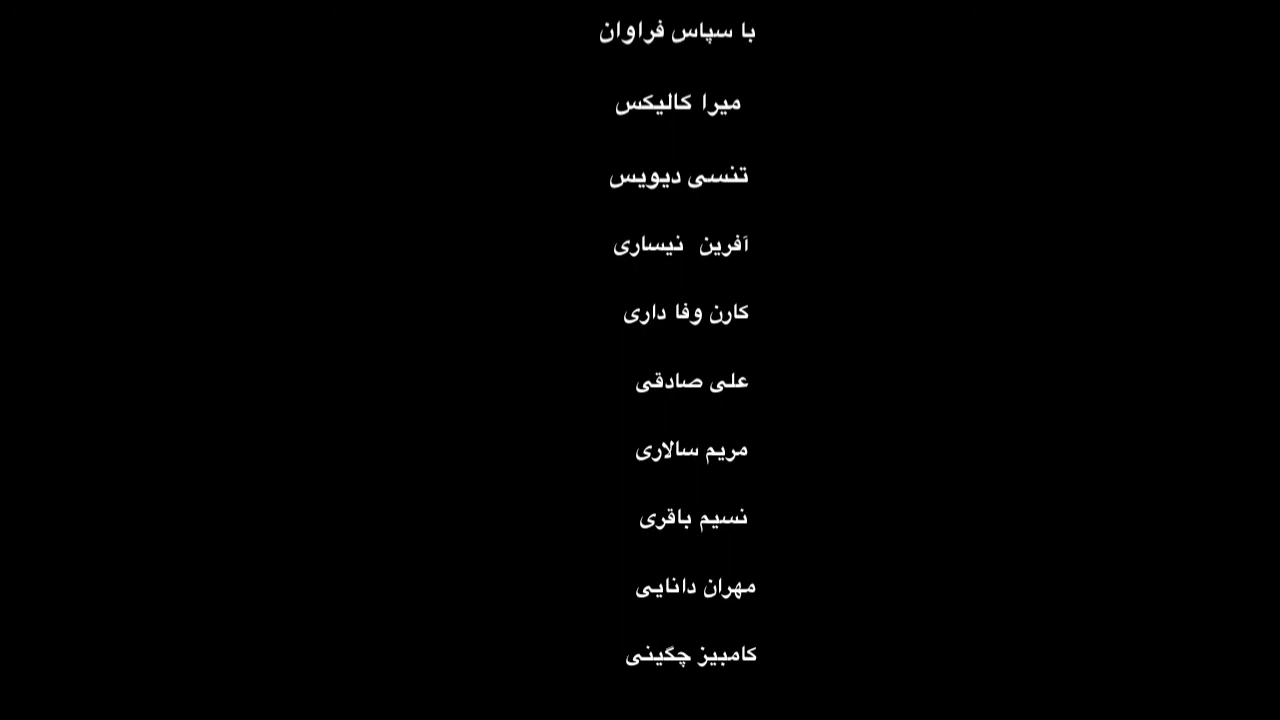 با سپاس فراوان
میرا کالیکس
تنسی دیویس
آفرین نیساری
کارن وفا داری
علی صادقی
مریم سالاری
نسیم باقری
مهران دانایی
کامبیز چگینی